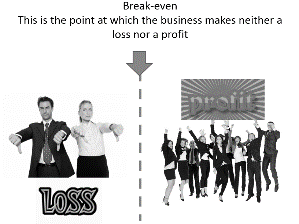 Break-even
This is the point at which the business makes neither a
loss nor a profit
profit
LOSS